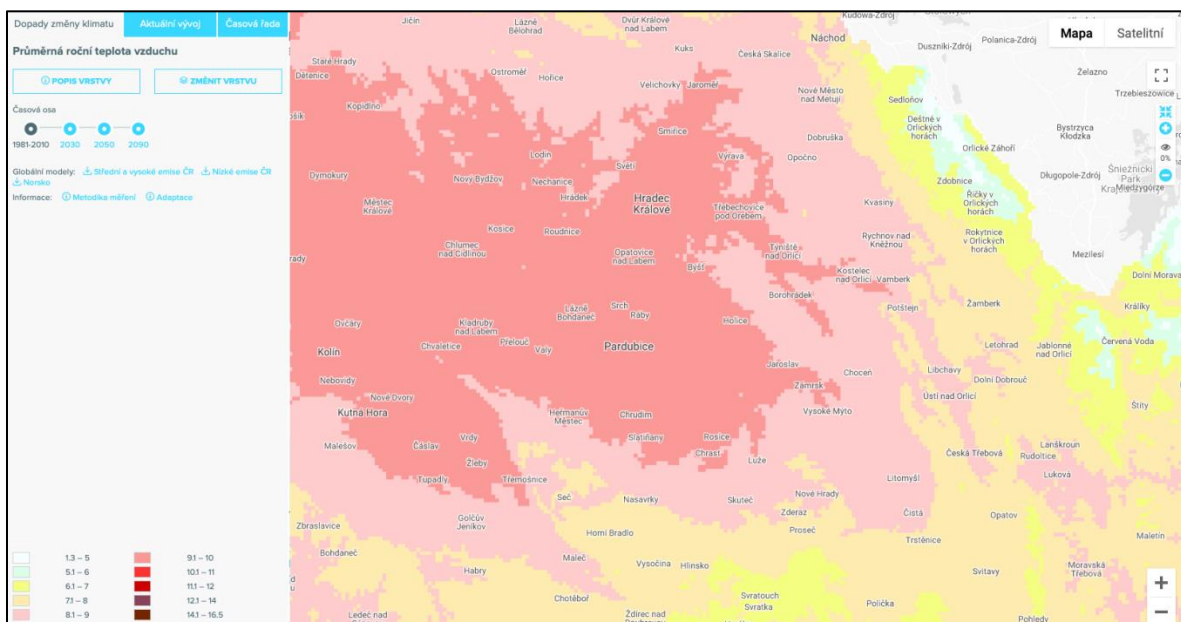 Dopady změny klimatu
Aktuální vývoj
Časová řada
Průměrná roční teplota vzduchu
POPIS VRSTVY
ZMĚNIT VRSTVU
Časová osa
1981-2010 2030 2050 2090
Globální modely: Střední a vysoké emise ČR Nízké emise ČR
Norsko
Informace: Metodika měření Adaptace
1.3 – 5
5.1 – 6
6.1 – 7
7.1 – 8
8.1 – 9
9.1 – 10
10.1 – 11
11.1 – 12
12.1 – 14
14.1 – 16.5
Mapa Satelitní
0%
Jičín
Lázně
Bělohrad
Dvůr Králové
nad Labem
Kudowa-Zdrój
Polanica-Zdrój
Duszniki-Zdrój
Náchod
Kuks
Česká Skalice
Staré Hrady
Dětenice
Ostroměř
Hořice
Velichovky
Jaroměř
Nové Město
nad Metují
Sedloňov
Želazno
Trzebieszowice
Kopidlno
Smiřice
Dobruška
Deštné v
Orlických
horách
Bystrzyca
Kłodzka
Orlické Záhoří
Lodín
Světí
Výrava
Opočno
Śnieżnicki
Park
Międzygórze
Dymokury
Nový Bydžov
Nechanice
Hrádek
Hradec
Králové
Třebechovice
pod Orebem
Zdobnice
Długopole-Zdrój
Říčky v
Orlických
horách
Městec
Králové
Kosice
Roudnice
Kvasiny
Rokytnice
v Orlických
horách
Chlumec
nad Cidlinou
Opatovice
nad Labem
Býšť
Týniště
nad Orlicí
Rychnov nad
Kněžnou
Mezilesí
Kostelec
nad Orlicí
Vamberk
Dolní Morava
Borohrádek
Potštejn
Žamberk
Králíky
Ovčáry
Kladruby
nad Labem
Lázně
Bohdaneč
Srch
Ráby
Holice
Kolín
Chvaletice
Přelouč
Valy
Pardubice
Letohrad
Jablonné
nad Orlicí
Červená Voda
Nebovidy
Nové Dvory
Jaroslav
Choceň
Libchavy
Dolní Dobrouč
Zámrsk
Ústí nad Orlicí
Štíty
Kutná Hora
Heřmanův
Městec
Chrudim
Vysoké Mýto
Malešov
Čáslav
Vrdy
Slatiňany
Rosice
Lanškroun
Rudoltice
Žleby
Chrast
Luže
Česká Třebová
Tupadly
Třemošnice
Litomyšl
Luková
Seč
Nasavrky
Skuteč
Nové Hrady
Zderaz
Čistá
Opatov
Zbraslavice
Golčův
Jeníkov
Horní Bradlo
Proseč
Trstěnice
Maletín
Bohdaneč
Maleč
Vysočina
Hlinsko
Svitavy
Moravská
Třebová
Habry
Chotěboř
Svratouch
Svratka
Polička
Ledeč nad
Ždírec nad
Pohledy